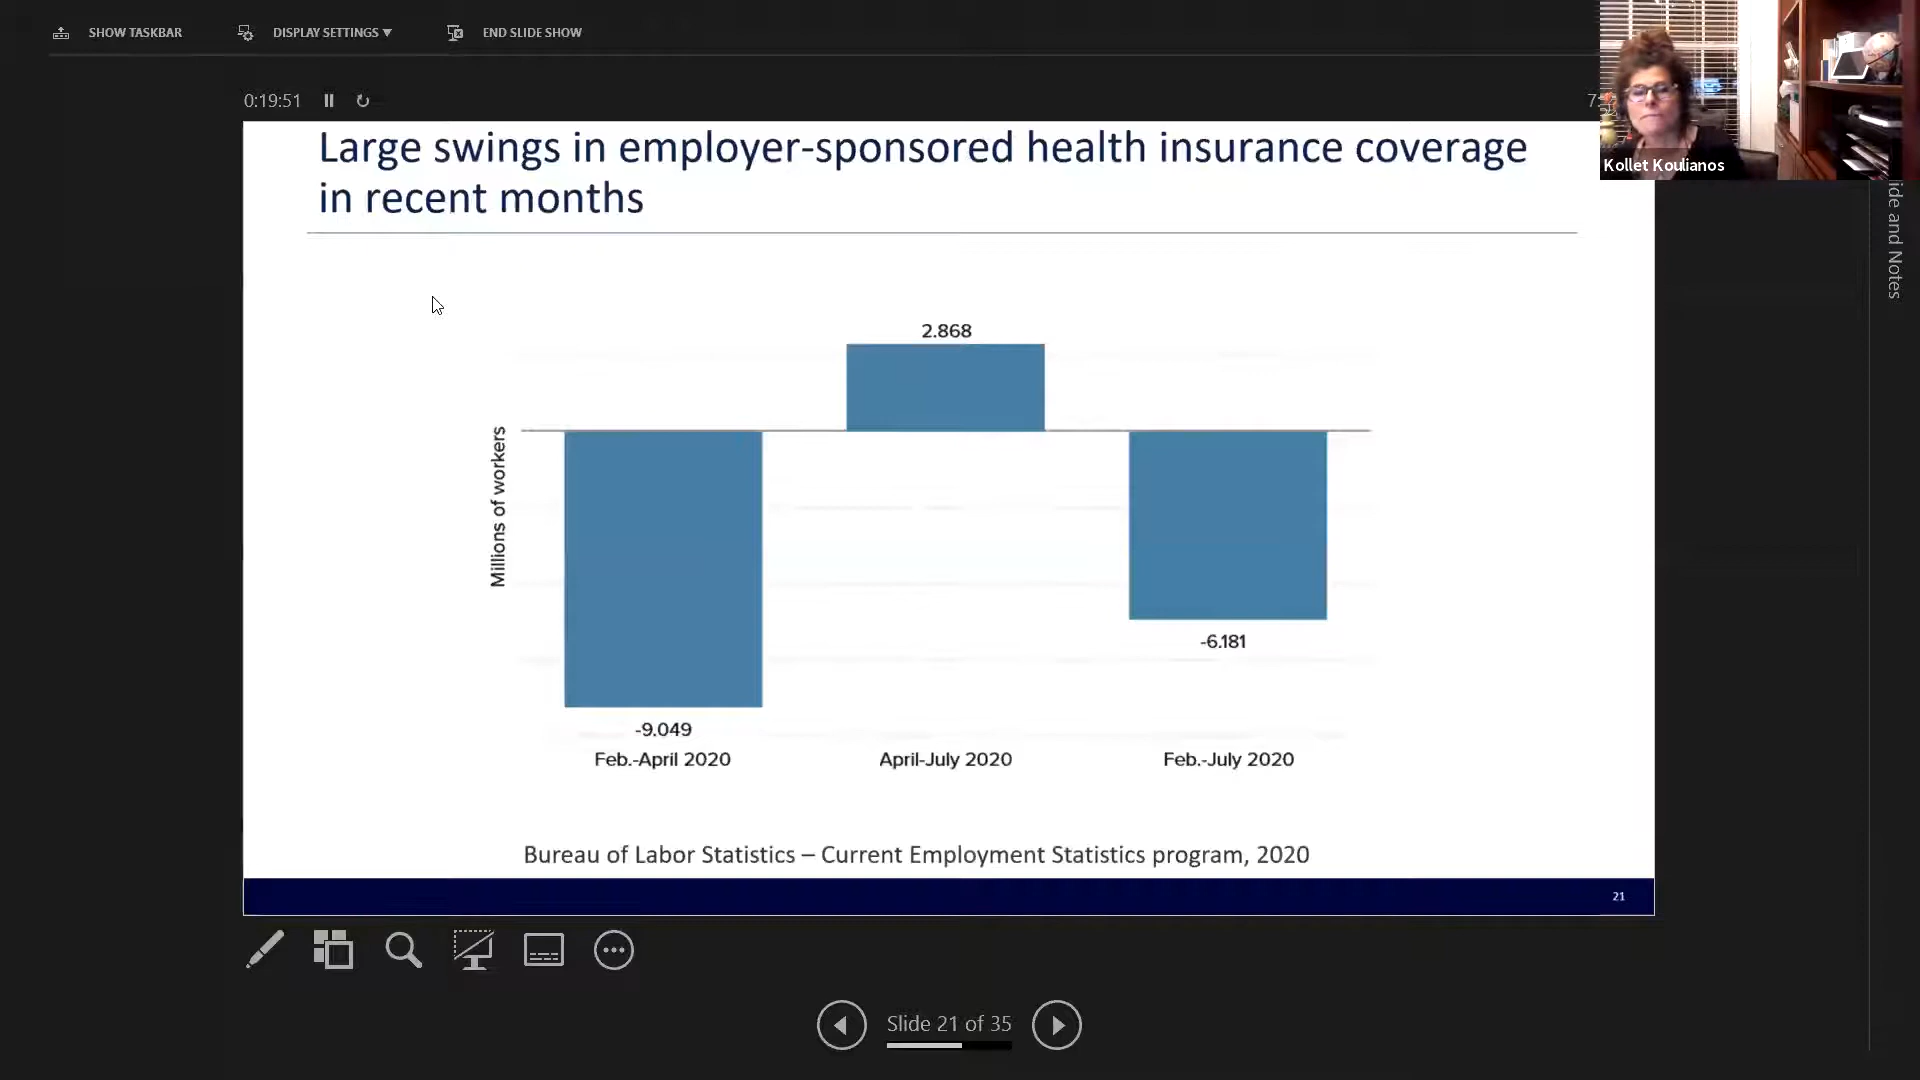 SHOW TASKBAR
DISPLAY SETTINGS ▼
END SLIDE SHOW
0:19:51
Kollet Koulianos
Large swings in employer-sponsored health insurance coverage
in recent months
and Notes
2.868
Millions of workers
-6.181
-9.049
Feb.-April 2020
April-July 2020
Feb.-July 2020
Bureau of Labor Statistics – Current Employment Statistics program, 2020
21
Slide 21 of 35